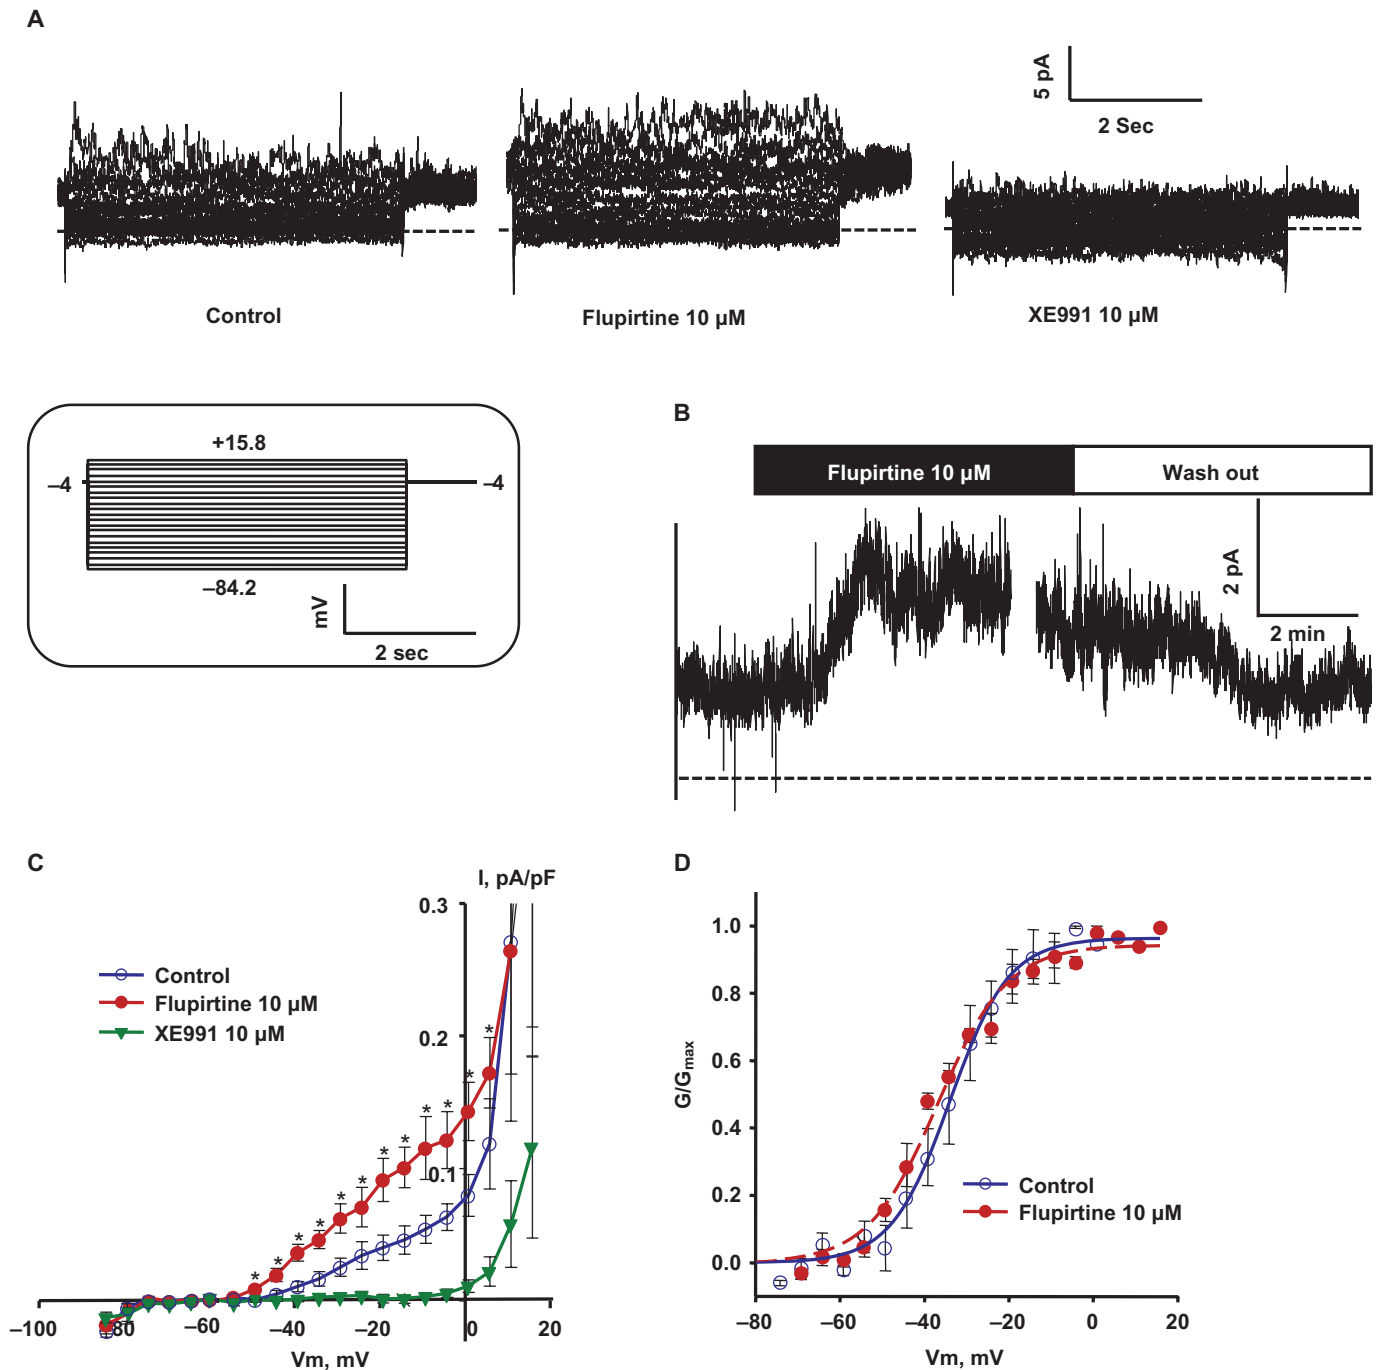 A
5 pA
2 Sec
Control
Flupirtine 10 µM
XE991 10 µM
+15.8
–4
–4
–84.2
mV
2 sec
B
Flupirtine 10 µM
Wash out
2 pA
2 min
C
I, pA/pF
0.3
0.2
0.1
Control
Flupirtine 10 µM
XE991 10 µM
* * * * * * * * * * * *
–100
–80
–60
–40
–20
0
20
Vm, mV
D
G/Gmax
1.0
0.8
0.6
0.4
0.2
0.0
Control
Flupirtine 10 µM
–80
–60
–40
–20
0
20
Vm, mV